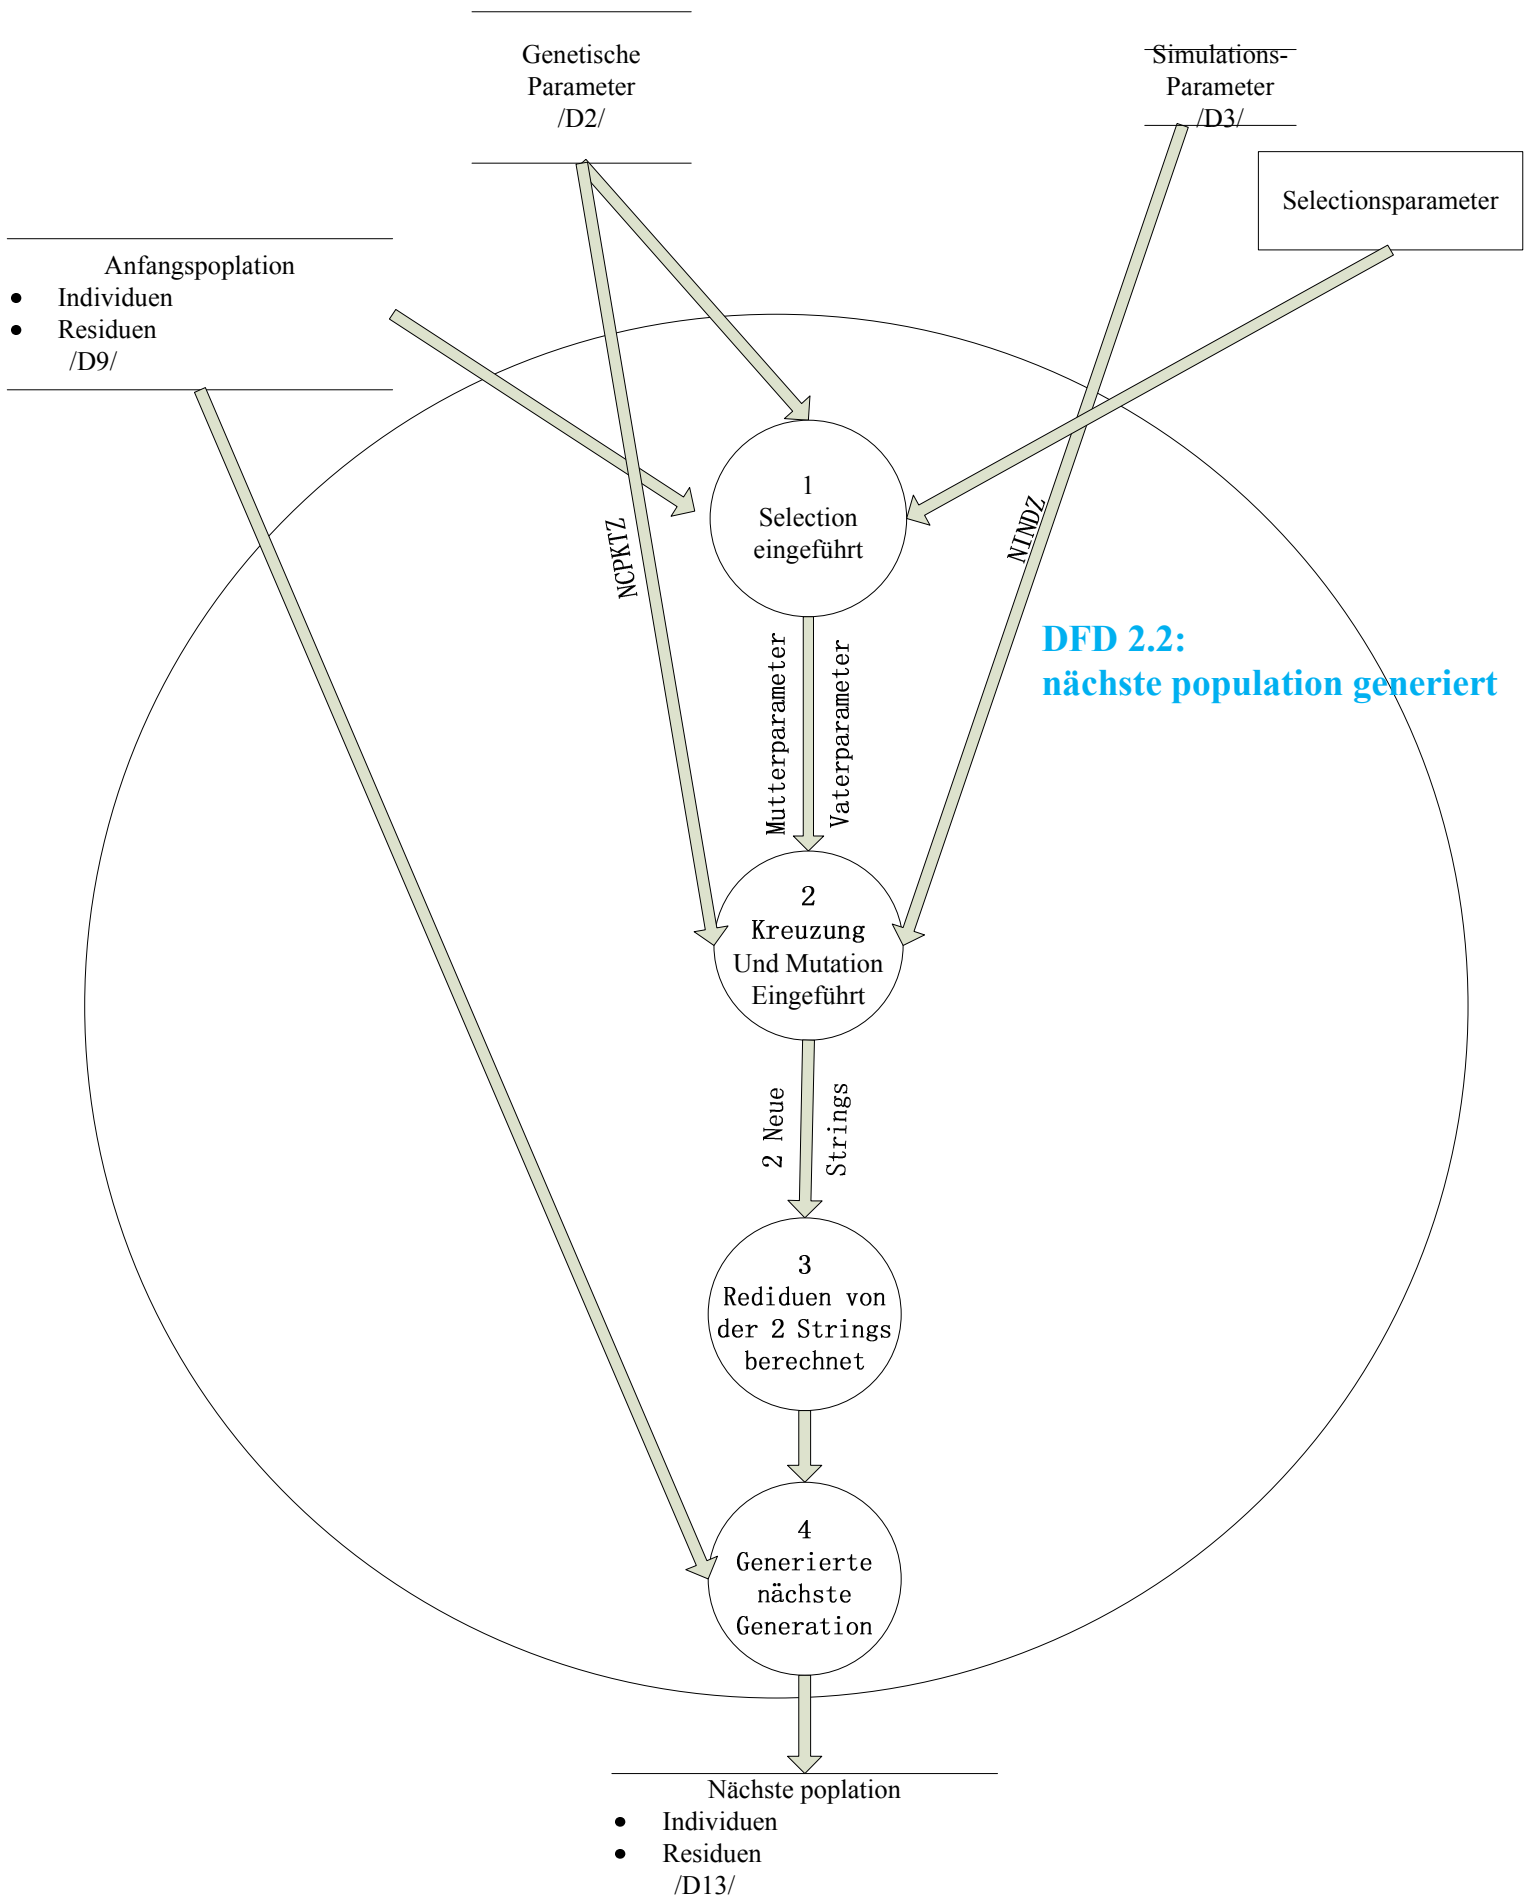 Genetische
Parameter
/D2/
Simulations-
Parameter
/D3/
Selectionsparameter
Anfangspoplation
• Individuen
• Residuen
/D9/
1
Selection
eingeführt
NCPKTZ
NINDZ
DFD 2.2:
nächste population generiert
Mutterparameter
Vaterparameter
2
Kreuzung
Und Mutation
Eingeführt
2 Neue
Strings
3
Rediduen von
der 2 Strings
berechnet
4
Generierte
nächste
Generation
Nächste poplation
• Individuen
• Residuen
/D13/